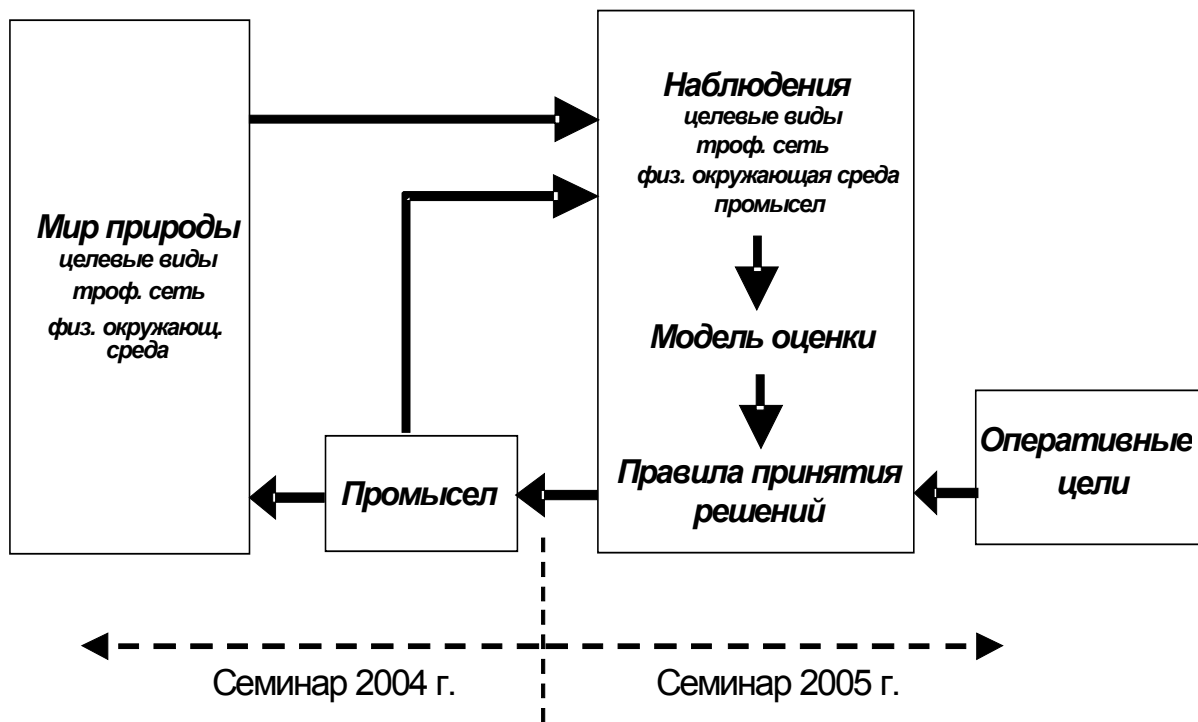 Мир природы
целевые виды
троф. сеть
физ. окружающ.
среда
Промысел
Наблюдения
целевые виды
троф. сеть
физ. окружающая среда
промысел
Модель оценки
Правила принятия
решений
Оперативные
цели
Семинар 2004 г.
Семинар 2005 г.